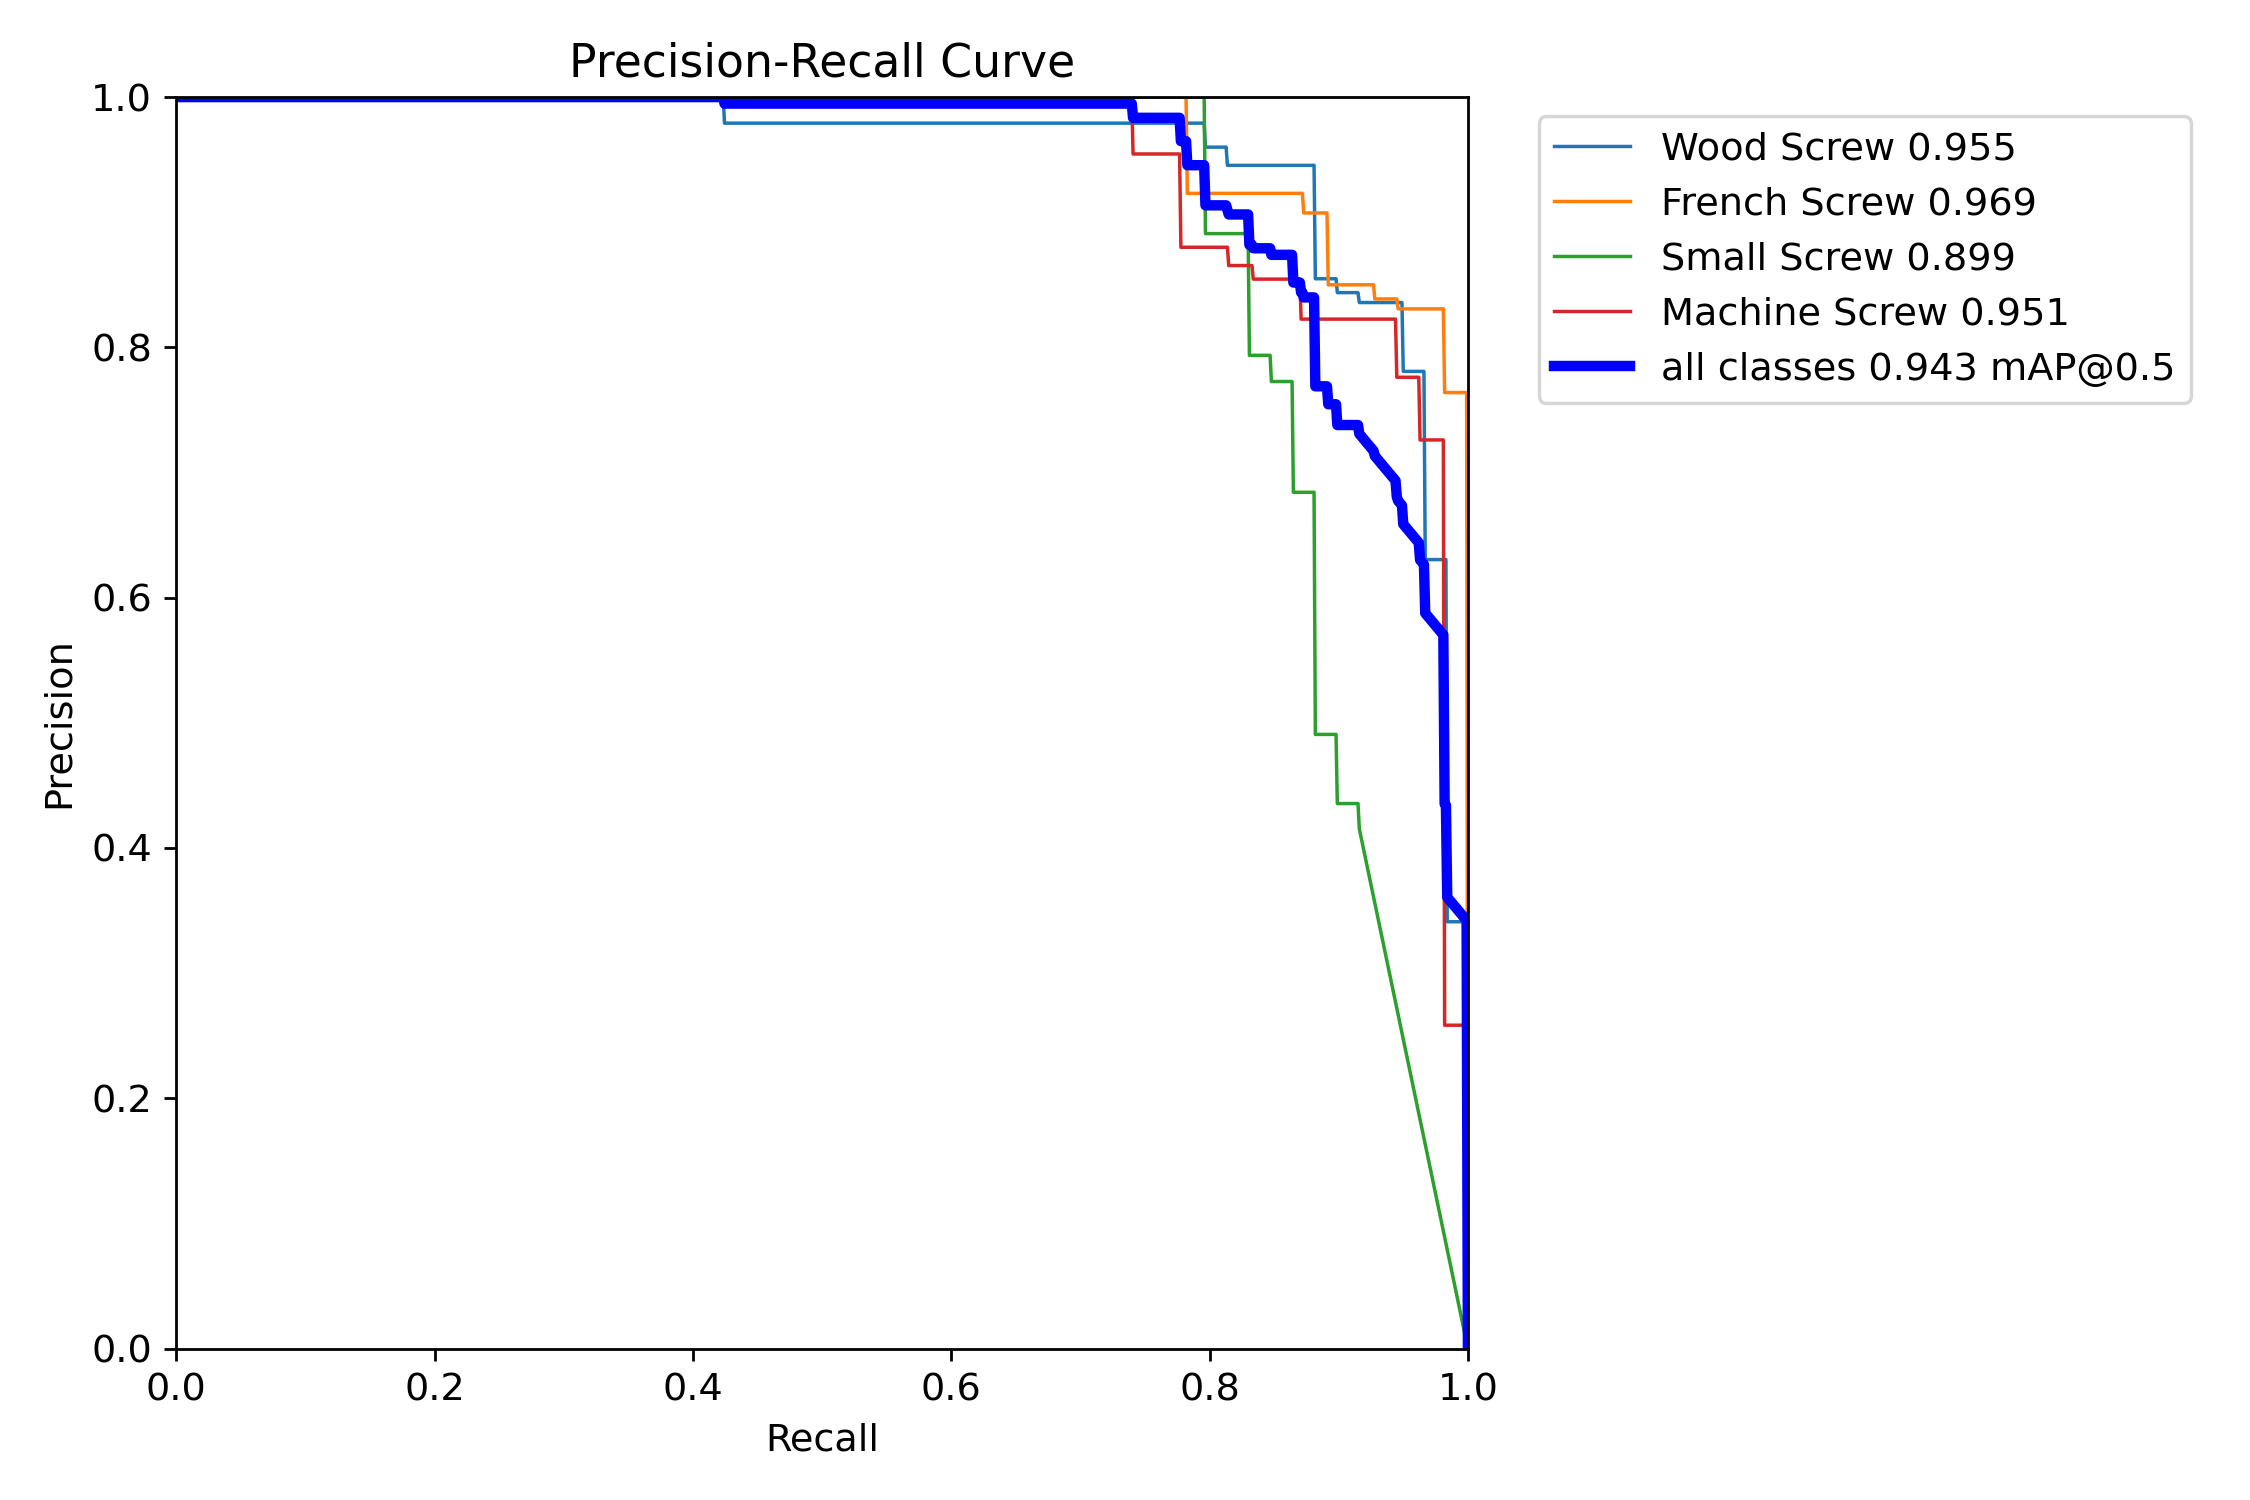 Precision-Recall Curve
1.0
0.8
0.6
0.4
0.2
0.0
Precision
0.0 0.2 0.4 0.6 0.8 1.0
Recall
Wood Screw 0.955
French Screw 0.969
Small Screw 0.899
Machine Screw 0.951
all classes 0.943 mAP@0.5